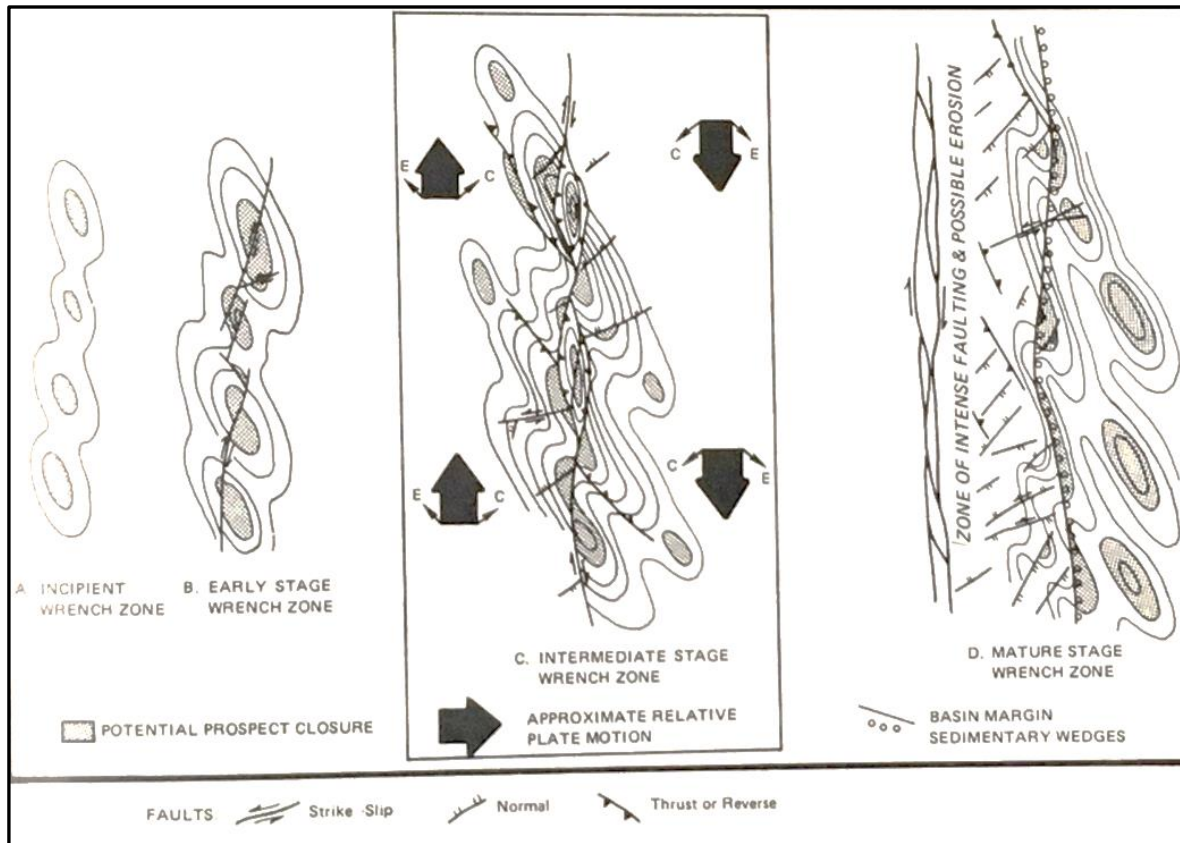 E
C
C
E
E
C
C
E
ZONE OF INTENSE FAULTING & POSSIBLE EROSION
A. INCIPIENT
WRENCH ZONE
B. EARLY STAGE
WRENCH ZONE
C. INTERMEDIATE STAGE
WRENCH ZONE
D. MATURE STAGE
WRENCH ZONE
POTENTIAL PROSPECT CLOSURE
APPROXIMATE RELATIVE
PLATE MOTION
BASIN MARGIN
SEDIMENTARY WEDGES
FAULTS Strike-Slip Normal Thrust or Reverse